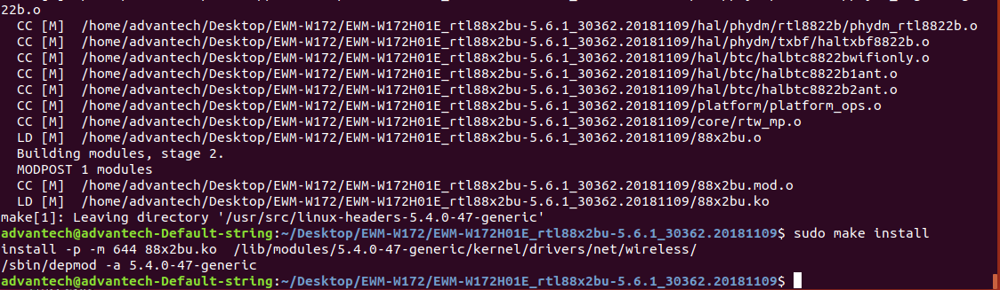 22b.o
CC [M] /home/advantech/Desktop/EWM-W172/EWM-W172H01E_rtl88x2bu-5.6.1_30362.20181109/hal/phydm/rtl8822b/phydm_rtl8822b.o
CC [M] /home/advantech/Desktop/EWM-W172/EWM-W172H01E_rtl88x2bu-5.6.1_30362.20181109/hal/phydm/txbf/haltxbf8822b.o
CC [M] /home/advantech/Desktop/EWM-W172/EWM-W172H01E_rtl88x2bu-5.6.1_30362.20181109/hal/btc/halbtc8822bwifionly.o
CC [M] /home/advantech/Desktop/EWM-W172/EWM-W172H01E_rtl88x2bu-5.6.1_30362.20181109/hal/btc/halbtc8822b1ant.o
CC [M] /home/advantech/Desktop/EWM-W172/EWM-W172H01E_rtl88x2bu-5.6.1_30362.20181109/hal/btc/halbtc8822b2ant.o
CC [M] /home/advantech/Desktop/EWM-W172/EWM-W172H01E_rtl88x2bu-5.6.1_30362.20181109/platform/platform_ops.o
CC [M] /home/advantech/Desktop/EWM-W172/EWM-W172H01E_rtl88x2bu-5.6.1_30362.20181109/core/rtw_mp.o
LD [M] /home/advantech/Desktop/EWM-W172/EWM-W172H01E_rtl88x2bu-5.6.1_30362.20181109/88x2bu.o
Building modules, stage 2.
MODPOST 1 modules
CC [M] /home/advantech/Desktop/EWM-W172/EWM-W172H01E_rtl88x2bu-5.6.1_30362.20181109/88x2bu.mod.o
LD [M] /home/advantech/Desktop/EWM-W172/EWM-W172H01E_rtl88x2bu-5.6.1_30362.20181109/88x2bu.ko
make[1]: Leaving directory '/usr/src/linux-headers-5.4.0-47-generic'
advantech@advantech-Default-string:~/Desktop/EWM-W172/EWM-W172H01E_rtl88x2bu-5.6.1_30362.20181109$ sudo make install
install -p -m 644 88x2bu.ko /lib/modules/5.4.0-47-generic/kernel/drivers/net/wireless/
/sbin/depmod -a 5.4.0-47-generic
advantech@advantech-Default-string:~/Desktop/EWM-W172/EWM-W172H01E_rtl88x2bu-5.6.1_30362.20181109$